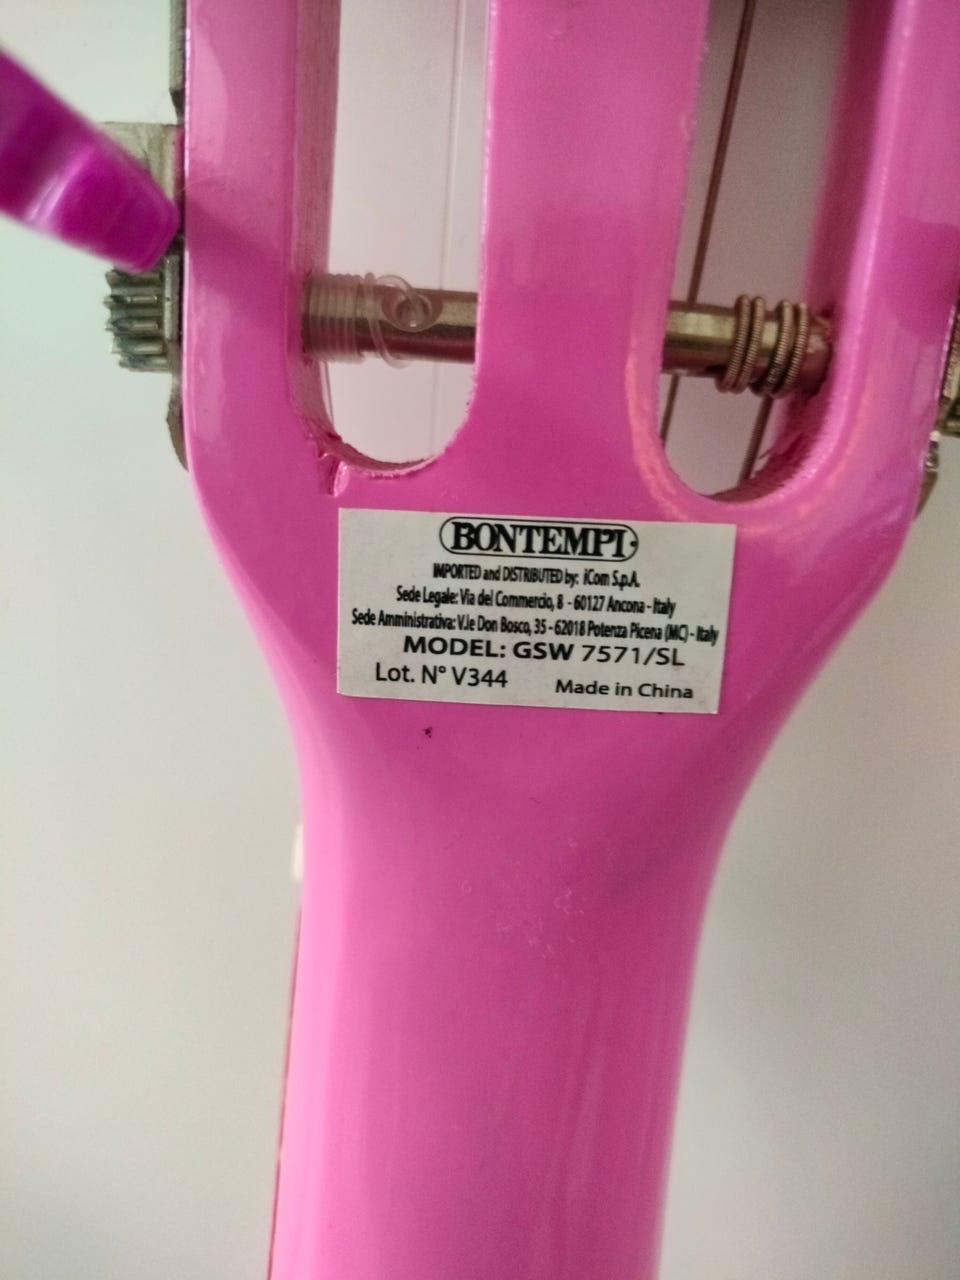 BONTEMPI
IMPORTED and DISTRIBUTED by: iCom S.p.A.
Sede Legale: Via del Commercio, 8 - 60127 Ancona - Italy
Sede Amministrativa: V.le Don Bosco, 35 - 62018 Potenza Picena (MC) - Italy
MODEL: GSW 7571/SL
Lot. N° V344 Made in China